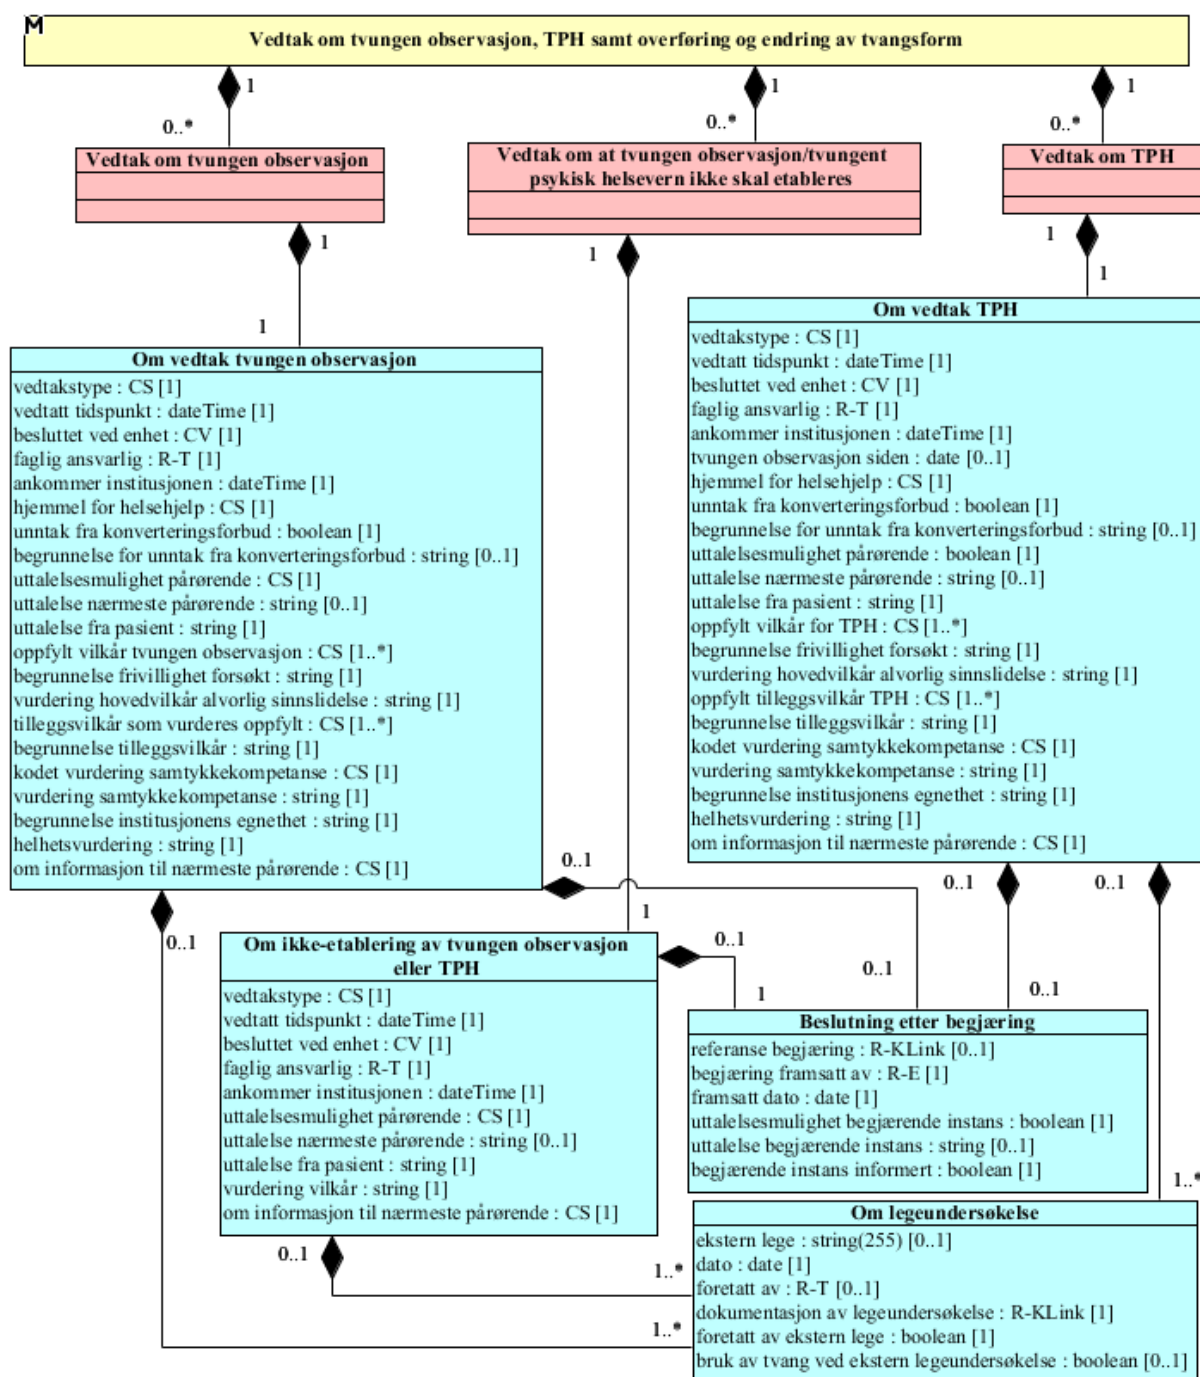 M
Vedtak om tvungen observasjon, TPH samt overføring og endring av tvangsform
1
1
1
0..*
0..*
0..*
Vedtak om tvungen observasjon
Vedtak om at tvungen observasjon/tvungent
psykisk helsevern ikke skal etableres
Vedtak om TPH
1
1
1
1
1
Om vedtak tvungen observasjon
vedtakstype : CS [1]
vedtatt tidspunkt : dateTime [1]
besluttet ved enhet : CV [1]
faglig ansvarlig : R-T [1]
ankommer institusjonen : dateTime [1]
hjemmel for helsehjelp : CS [1]
unntak fra konverteringsforbud : boolean [1]
begrunnelse for unntak fra konverteringsforbud : string [0..1]
uttalelsesmulighet pårørende : CS [1]
uttalelse nærmeste pårørende : string [0..1]
uttalelse fra pasient : string [1]
oppfylt vilkår tvungen observasjon : CS [1..*]
begrunnelse frivillighet forsøkt : string [1]
vurdering hovedvilkår alvorlig sinnslidelse : string [1]
tilleggsvilkår som vurderes oppfylt : CS [1..*]
begrunnelse tilleggsvilkår : string [1]
kodet vurdering samtykkekompetanse : CS [1]
vurdering samtykkekompetanse : string [1]
begrunnelse institusjonens egnethet : string [1]
helhetsvurdering : string [1]
om informasjon til nærmeste pårørende : CS [1]
Om vedtak TPH
vedtakstype : CS [1]
vedtatt tidspunkt : dateTime [1]
besluttet ved enhet : CV [1]
faglig ansvarlig : R-T [1]
ankommer institusjonen : dateTime [1]
tvungen observasjon siden : date [0..1]
hjemmel for helsehjelp : CS [1]
unntak fra konverteringsforbud : boolean [1]
begrunnelse for unntak fra konverteringsforbud : string [0..1]
uttalelsesmulighet pårørende : boolean [1]
uttalelse nærmeste pårørende : string [0..1]
uttalelse fra pasient : string [1]
oppfylt vilkår for TPH : CS [1..*]
begrunnelse frivillighet forsøkt : string [1]
vurdering hovedvilkår alvorlig sinnslidelse : string [1]
oppfylt tilleggsvilkår TPH : CS [1..*]
begrunnelse tilleggsvilkår : string [1]
kodet vurdering samtykkekompetanse : CS [1]
vurdering samtykkekompetanse : string [1]
begrunnelse institusjonens egnethet : string [1]
helhetsvurdering : string [1]
om informasjon til nærmeste pårørende : CS [1]
0..1
0..1
0..1
0..1
1
0..1
0..1
1
0..1
Om ikke-etablering av tvungen observasjon
eller TPH
vedtakstype : CS [1]
vedtatt tidspunkt : dateTime [1]
besluttet ved enhet : CV [1]
faglig ansvarlig : R-T [1]
ankommer institusjonen : dateTime [1]
uttalelsesmulighet pårørende : CS [1]
uttalelse nærmeste pårørende : string [0..1]
uttalelse fra pasient : string [1]
vurdering vilkår : string [1]
om informasjon til nærmeste pårørende : CS [1]
Beslutning etter begjæring
referanse begjæring : R-KLink [0..1]
begjæring framsatt av : R-E [1]
framsatt dato : date [1]
uttalelsesmulighet begjærende instans : boolean [1]
uttalelse begjærende instans : string [0..1]
begjærende instans informert : boolean [1]
1..*
0..1
1..*
1..*
Om legeundersøkelse
ekstern lege : string(255) [0..1]
dato : date [1]
foretatt av : R-T [0..1]
dokumentasjon av legeundersøkelse : R-KLink [1]
foretatt av ekstern lege : boolean [1]
bruk av tvang ved ekstern legeundersøkelse : boolean [0..1]